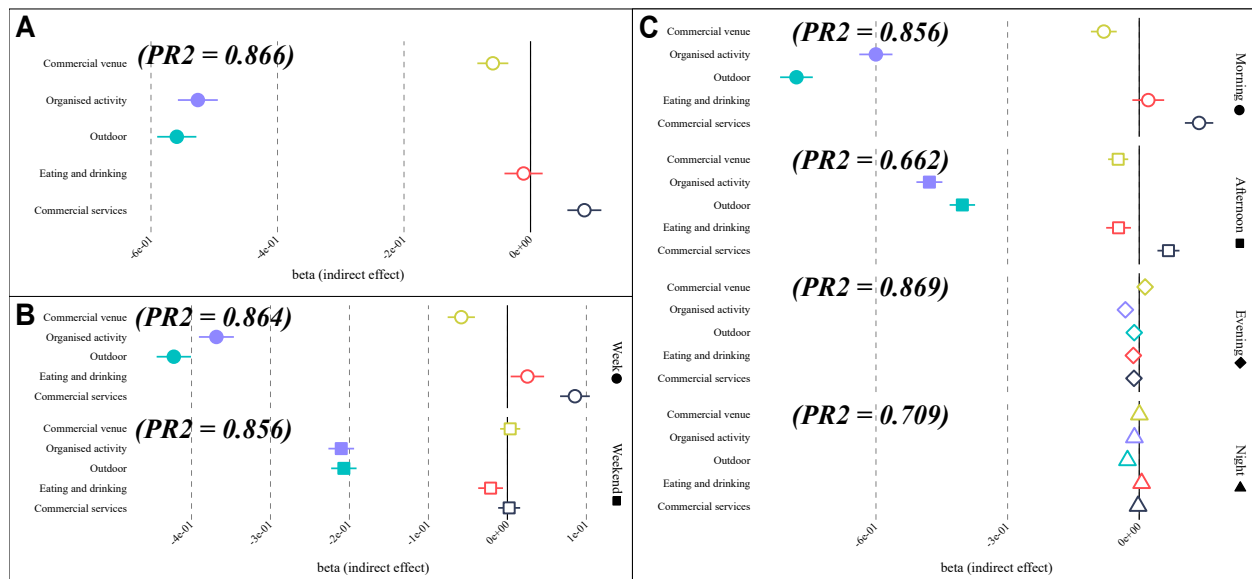 A
(PR2 = 0.866)
Commercial venue
Organised activity
Outdoor
Eating and drinking
Commercial services
-6e-01
-4e-01
-2e-01
0e+00
beta (indirect effect)
B
(PR2 = 0.864)
Commercial venue
Organised activity
Outdoor
Eating and drinking
Commercial services
Week
(PR2 = 0.856)
Commercial venue
Organised activity
Outdoor
Eating and drinking
Commercial services
Weekend
-4e-01
-3e-01
-2e-01
-1e-01
0e+00
1e-01
beta (indirect effect)
C
(PR2 = 0.856)
Commercial venue
Organised activity
Outdoor
Eating and drinking
Commercial services
Morning
(PR2 = 0.662)
Commercial venue
Organised activity
Outdoor
Eating and drinking
Commercial services
Afternoon
(PR2 = 0.869)
Commercial venue
Organised activity
Outdoor
Eating and drinking
Commercial services
Evening
(PR2 = 0.709)
Commercial venue
Organised activity
Outdoor
Eating and drinking
Commercial services
Night
-6e-01
-3e-01
0e+00
beta (indirect effect)